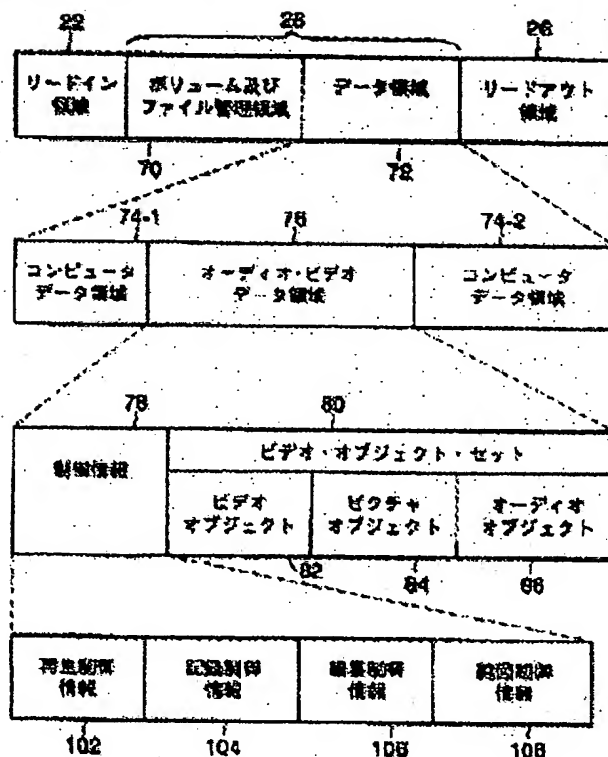 22
28
26
リードイン
領域
ボリューム及び
ファイル管理領域
データ領域
リードアウト
領域
70
72
74-1
76
74-2
コンピュータ
データ領域
オーディオ・ビデオ
データ領域
コンピュータ
データ領域
78
80
制御情報
ビデオ・オブジェクト・セット
ビデオ
オブジェクト
ピクチャ
オブジェクト
オーディオ
オブジェクト
82
84
86
再生制御
情報
記録制御
情報
編集制御
情報
情報
102
104
106
108